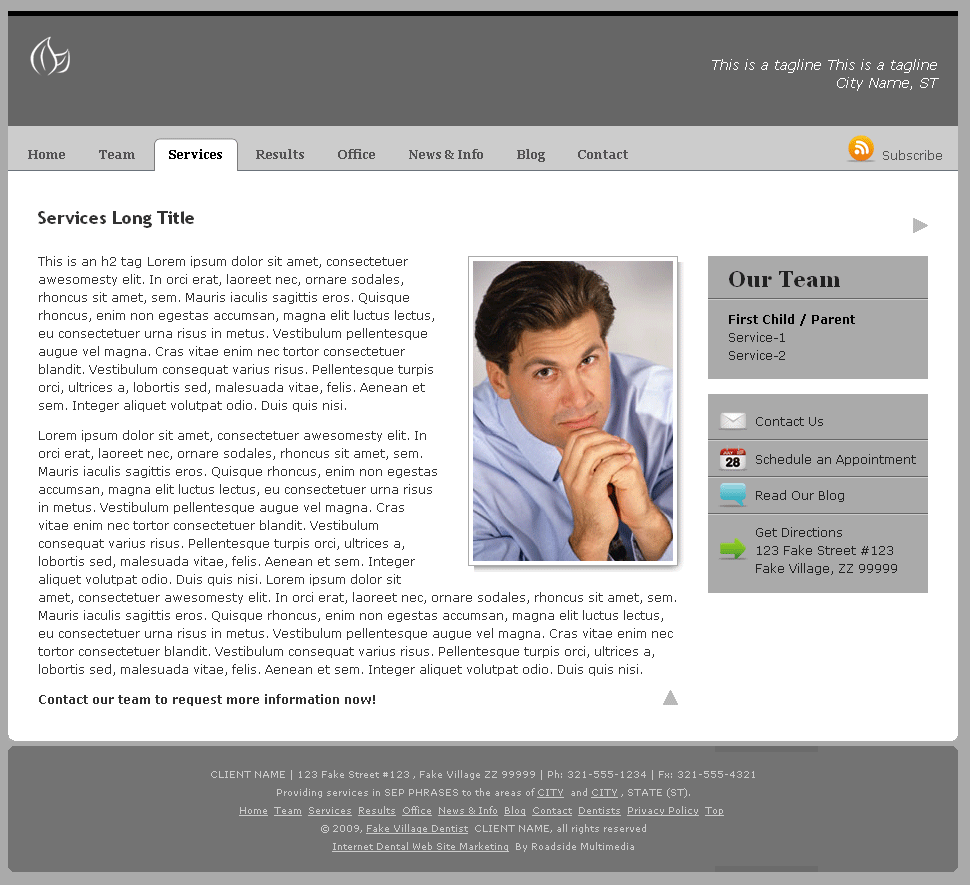 This is a tagline This is a tagline
City Name, ST
Home Team Services Results Office News & Info Blog Contact Subscribe
Services Long Title
This is an h2 tag Lorem ipsum dolor sit amet, consectetuer
awesomesty elit. In orci erat, laoreet nec, ornare sodales,
rhoncus sit amet, sem. Mauris iaculis sagittis eros. Quisque
rhoncus, enim non egestas accumsan, magna elit luctus lectus,
eu consectetuer urna risus in metus. Vestibulum pellentesque
augue vel magna. Cras vitae enim nec tortor consectetuer
blandit. Vestibulum consequat varius risus. Pellentesque turpis
orci, ultrices a, lobortis sed, malesuada vitae, felis. Aenean et
sem. Integer aliquet volutpat odio. Duis quis nisi.
Lorem ipsum dolor sit amet, consectetuer awesomesty elit. In
orci erat, laoreet nec, ornare sodales, rhoncus sit amet, sem.
Mauris iaculis sagittis eros. Quisque rhoncus, enim non egestas
accumsan, magna elit luctus lectus, eu consectetuer urna risus
in metus. Vestibulum pellentesque augue vel magna. Cras
vitae enim nec tortor consectetuer blandit. Vestibulum
consequat varius risus. Pellentesque turpis orci, ultrices a,
lobortis sed, malesuada vitae, felis. Aenean et sem. Integer
aliquet volutpat odio. Duis quis nisi. Lorem ipsum dolor sit
amet, consectetuer awesomesty elit. In orci erat, laoreet nec, ornare sodales, rhoncus sit amet, sem.
Mauris iaculis sagittis eros. Quisque rhoncus, enim non egestas accumsan, magna elit luctus lectus,
eu consectetuer urna risus in metus. Vestibulum pellentesque augue vel magna. Cras vitae enim nec
tortor consectetuer blandit. Vestibulum consequat varius risus. Pellentesque turpis orci, ultrices a,
lobortis sed, malesuada vitae, felis. Aenean et sem. Integer aliquet volutpat odio. Duis quis nisi.
Contact our team to request more information now!
Our Team
First Child / Parent
Service-1
Service-2
Contact Us
JULY 28
Schedule an Appointment
Read Our Blog
Get Directions
123 Fake Street #123
Fake Village, ZZ 99999
CLIENT NAME | 123 Fake Street #123 , Fake Village ZZ 99999 | Ph: 321-555-1234 | Fx: 321-555-4321
Providing services in SEP PHRASES to the areas of CITY and CITY , STATE (ST).
Home Team Services Results Office News & Info Blog Contact Dentists Privacy Policy Top
© 2009, Fake Village Dentist CLIENT NAME, all rights reserved
Internet Dental Web Site Marketing By Roadside Multimedia